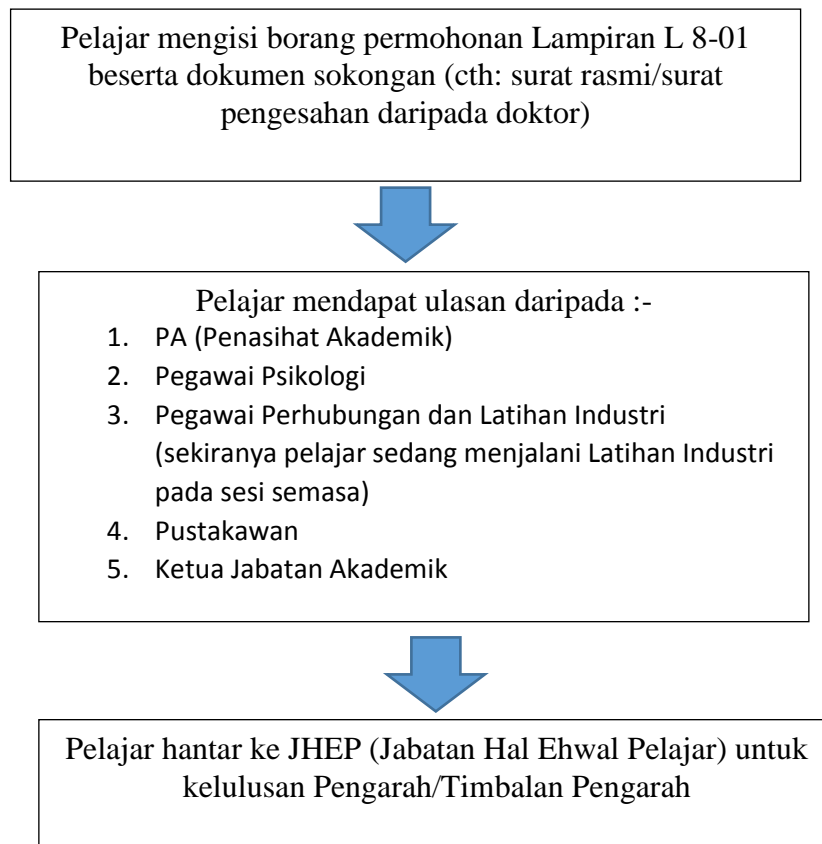 Pelajar mengisi borang permohonan Lampiran L 8-01
beserta dokumen sokongan (cth: surat rasmi/surat
pengesahan daripada doktor)
Pelajar mendapat ulasan daripada :-
1. PA (Penasihat Akademik)
2. Pegawai Psikologi
3. Pegawai Perhubungan dan Latihan Industri
(sekiranya pelajar sedang menjalani Latihan Industri
pada sesi semasa)
4. Pustakawan
5. Ketua Jabatan Akademik
Pelajar hantar ke JHEP (Jabatan Hal Ehwal Pelajar) untuk
kelulusan Pengarah/Timbalan Pengarah